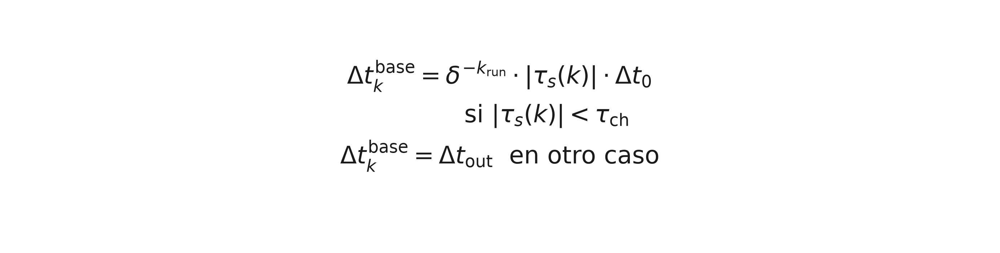 Δt_k^base = δ^(−k_run) · |τ_s(k)| · Δt_0
si |τ_s(k)| < τ_ch
Δt_k^base = Δt_out en otro caso